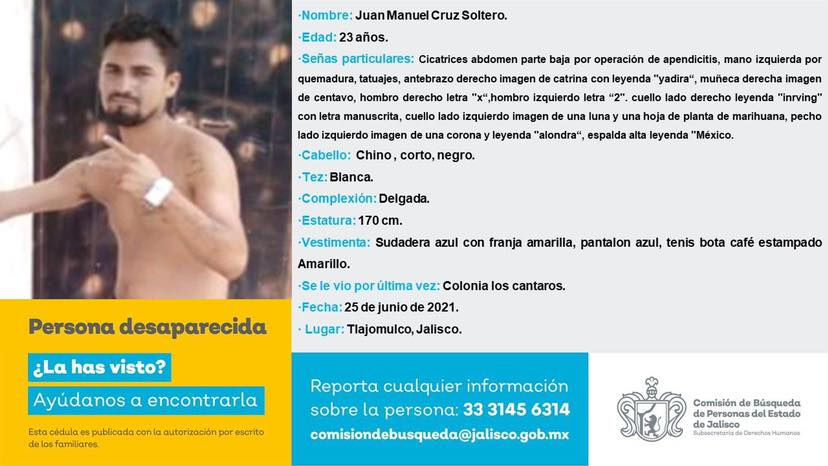 ·Nombre: Juan Manuel Cruz Soltero.
·Edad: 23 años.
·Señas particulares: Cicatrices abdomen parte baja por operación de apendicitis, mano izquierda por
quemadura, tatuajes, antebrazo derecho imagen de catrina con leyenda "yadira“, muñeca derecha imagen
de centavo, hombro derecho letra "x“,hombro izquierdo letra “2". cuello lado derecho leyenda "inrving"
con letra manuscrita, cuello lado izquierdo imagen de una luna y una hoja de planta de marihuana, pecho
lado izquierdo imagen de una corona y leyenda "alondra“, espalda alta leyenda "México.
·Cabello: Chino , corto, negro.
·Tez: Blanca.
·Complexión: Delgada.
·Estatura: 170 cm.
·Vestimenta: Sudadera azul con franja amarilla, pantalon azul, tenis bota café estampado
Amarillo.
·Se le vio por última vez: Colonia los cantaros.
·Fecha: 25 de junio de 2021.
· Lugar: Tlajomulco, Jalisco.
Persona desaparecida
¿La has visto?
Ayúdanos a encontrarla
Esta cédula es publicada con la autorización por escrito
de los familiares.
Reporta cualquier información
sobre la persona: 33 3145 6314
comisiondebusqueda@jalisco.gob.mx
Comisión de Búsqueda
de Personas del Estado
de Jalisco
Subsecretaría de Derechos Humanos